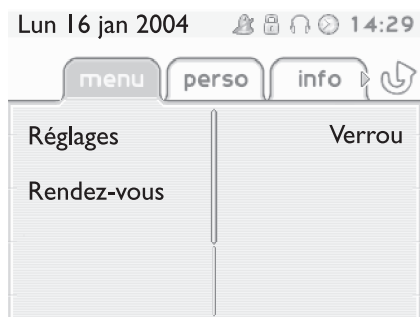 Lun 16 jan 2004 14:29
menu perso info
Réglages Verrou
Rendez-vous